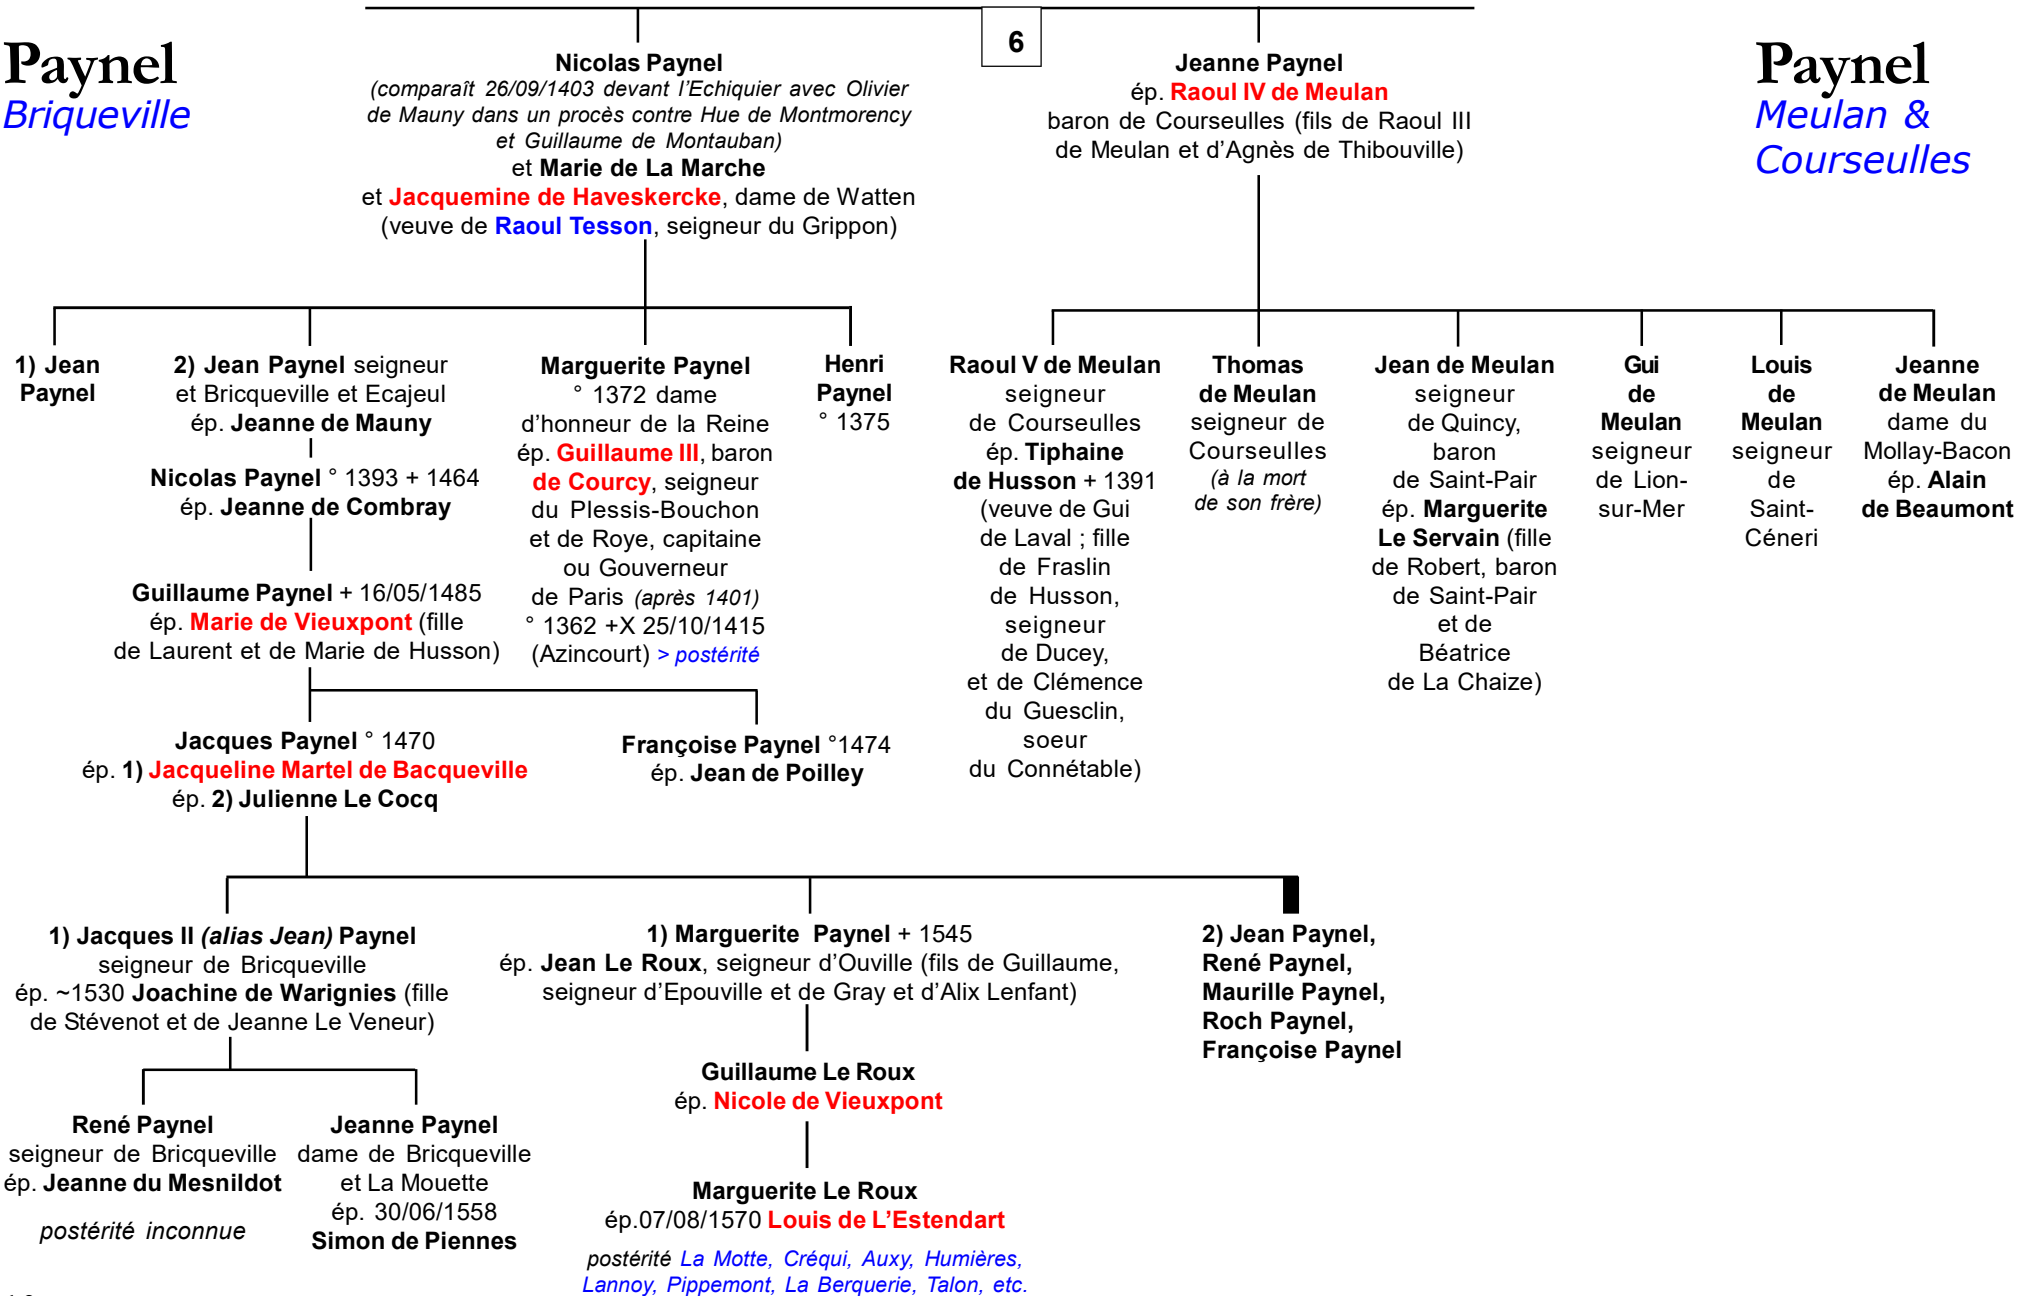 Paynel
Briqueville
6
Paynel
Meulan &
Courseulles
Nicolas Paynel
(comparaît 26/09/1403 devant l'Echiquier avec Olivier
de Mauny dans un procès contre Hue de Montmorency
et Guillaume de Montauban)
et Marie de La Marche
et Jacquemine de Haveskercke, dame de Watten
(veuve de Raoul Tesson, seigneur du Grippon)
Jeanne Paynel
ép. Raoul IV de Meulan
baron de Courseulles (fils de Raoul III
de Meulan et d'Agnès de Thibouville)
1) Jean
Paynel
2) Jean Paynel seigneur
et Bricqueville et Ecajeul
ép. Jeanne de Mauny
Nicolas Paynel ° 1393 + 1464
ép. Jeanne de Combray
Guillaume Paynel + 16/05/1485
ép. Marie de Vieuxpont (fille
de Laurent et de Marie de Husson)
Marguerite Paynel
° 1372 dame
d'honneur de la Reine
ép. Guillaume III, baron
de Courcy, seigneur
du Plessis-Bouchon
et de Roye, capitaine
ou Gouverneur
de Paris (après 1401)
° 1362 +X 25/10/1415
(Azincourt) > postérité
Henri
Paynel
° 1375
Raoul V de Meulan
seigneur
de Courseulles
ép. Tiphaine
de Husson + 1391
(veuve de Gui
de Laval ; fille
de Fraslin
de Husson,
seigneur
de Ducey,
et de Clémence
du Guesclin,
soeur
du Connétable)
Thomas
de Meulan
seigneur de
Courseulles
(à la mort
de son frère)
Jean de Meulan
seigneur
de Quincy,
baron
de Saint-Pair
ép. Marguerite
Le Servain (fille
de Robert, baron
de Saint-Pair
et de
Béatrice
de La Chaize)
Gui
de
Meulan
seigneur
de Lion-
sur-Mer
Louis
de
Meulan
seigneur
de
Saint-
Céneri
Jeanne
de Meulan
dame du
Mollay-Bacon
ép. Alain
de Beaumont
Jacques Paynel ° 1470
ép. 1) Jacqueline Martel de Bacqueville
ép. 2) Julienne Le Cocq
Françoise Paynel °1474
ép. Jean de Poilley
1) Jacques II (alias Jean) Paynel
seigneur de Bricqueville
ép. ~1530 Joachine de Warignies (fille
de Stévenot et de Jeanne Le Veneur)
1) Marguerite Paynel + 1545
ép. Jean Le Roux, seigneur d'Ouville (fils de Guillaume,
seigneur d'Epouville et de Gray et d'Alix Lenfant)
2) Jean Paynel,
René Paynel,
Maurille Paynel,
Roch Paynel,
Françoise Paynel
René Paynel
seigneur de Bricqueville
ép. Jeanne du Mesnildot
postérité inconnue
Jeanne Paynel
dame de Bricqueville
et La Mouette
ép. 30/06/1558
Simon de Piennes
Guillaume Le Roux
ép. Nicole de Vieuxpont
Marguerite Le Roux
ép.07/08/1570 Louis de L'Estendart
postérité La Motte, Créqui, Auxy, Humières,
Lannoy, Pippemont, La Berquerie, Talon, etc.